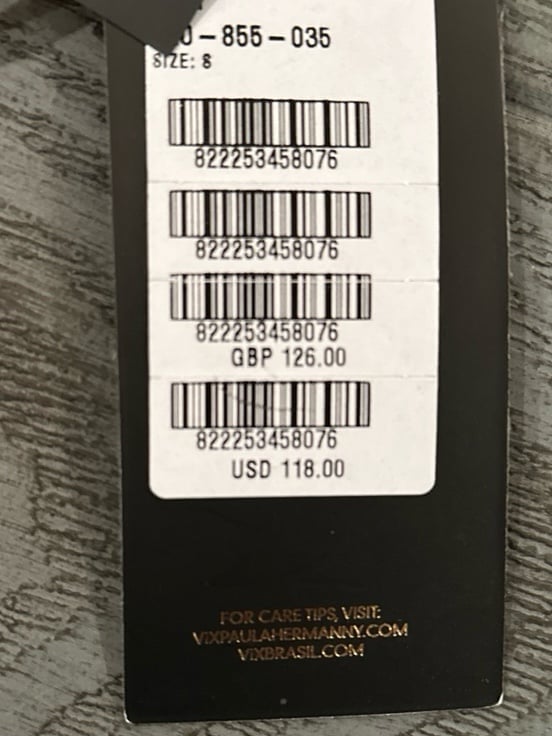 0-855-035
SIZE: S
822253458076
822253458076
822253458076
GBP 126.00
822253458076
USD 118.00
FOR CARE TIPS, VISIT:
VIXPAULAHERMANNY.COM
VIXBRASIL.COM